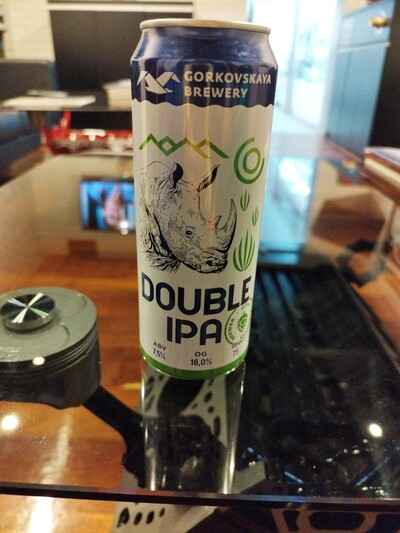 GORKOVSKAYA
BREWERY
DOUBLE
IPA
ABV
7,5%
OG
16,0%